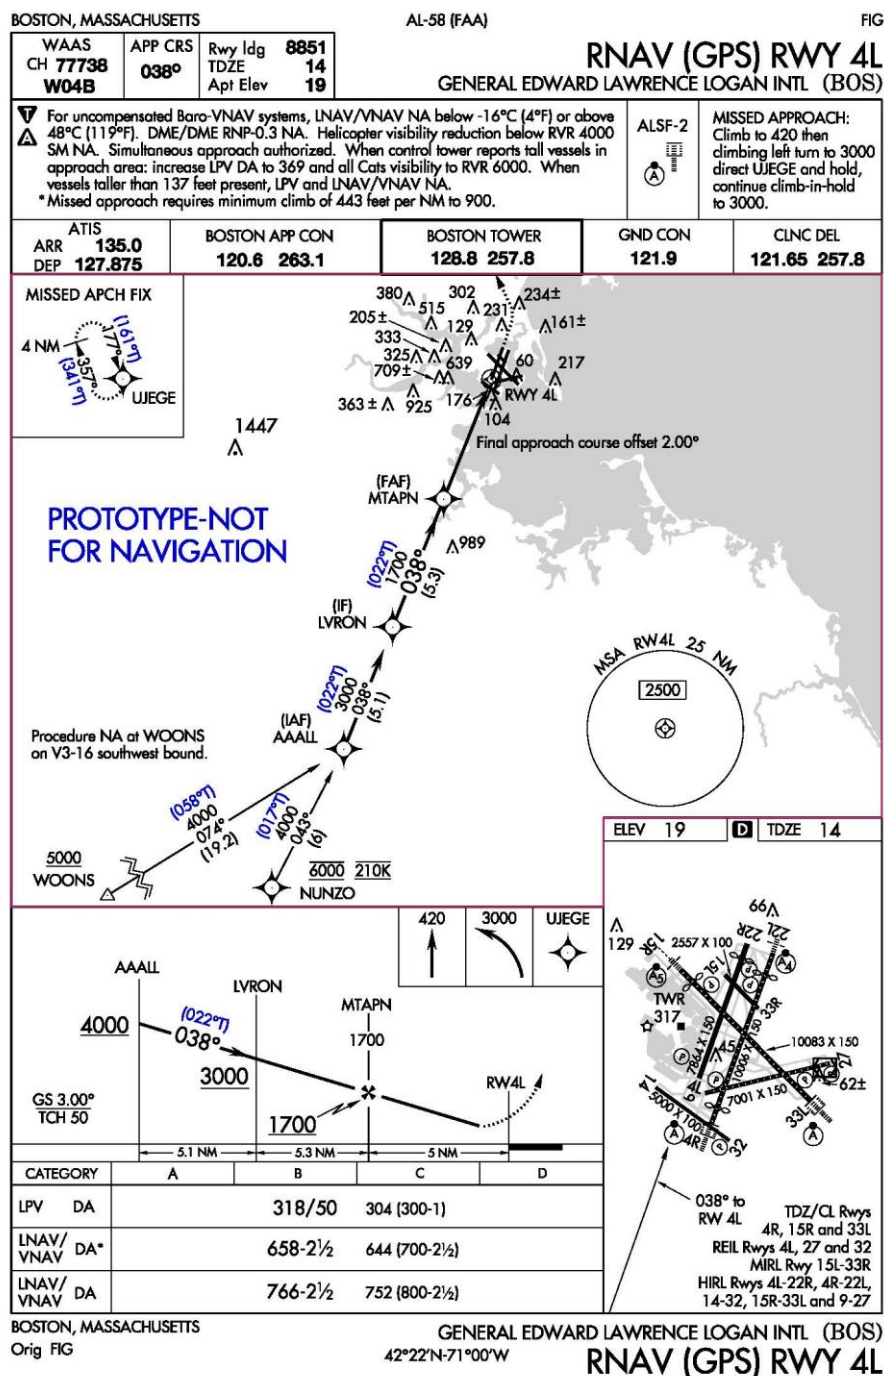 BOSTON, MASSACHUSETTS
AL-58 (FAA)
FIG
WAAS
CH 77738
W04B
APP CRS
038°
Rwy ldg 8851
TDZE 14
Apt Elev 19
RNAV (GPS) RWY 4L
GENERAL EDWARD LAWRENCE LOGAN INTL (BOS)
T
A
For uncompensated Baro-VNAV systems, LNAV/VNAV NA below -16°C (4°F) or above
48°C (119°F). DME/DME RNP-0.3 NA. Helicopter visibility reduction below RVR 4000
SM NA. Simultaneous approach authorized. When control tower reports tall vessels in
approach area: increase LPV DA to 369 and all Cats visibility to RVR 6000. When
vessels taller than 137 feet present, LPV and LNAV/VNAV NA.
*Missed approach requires minimum climb of 443 feet per NM to 900.
ALSF-2
A
MISSED APPROACH:
Climb to 420 then
climbing left turn to 3000
direct UJEGE and hold,
continue climb-in-hold
to 3000.
ATIS
ARR 135.0
DEP 127.875
BOSTON APP CON
120.6 263.1
BOSTON TOWER
128.8 257.8
GND CON
121.9
CLNC DEL
121.65 257.8
MISSED APCH FIX
4 NM
(161°T)
177°
357°
(341°T)
UJEGE
380
302
234±
515
231
205±
129
161±
333
325
639
60
217
709±
176
RWY 4L
363±
925
104
1447
Final approach course offset 2.00°
(FAF)
MTAPN
PROTOTYPE-NOT
FOR NAVIGATION
989
(022°T)
1700
038°
(5.3)
(IF)
LVRON
MSA RW4L 25 NM
2500
(022°T)
3000
038°
(5.1)
(IAF)
AAALL
Procedure NA at WOONS
on V3-16 southwest bound.
(058°T)
4000
074°
(19.2)
(017°T)
4000
043°
(6)
5000
WOONS
6000 210K
NUNZO
ELEV 19
D
TDZE 14
420
3000
UJEGE
AAALL
LVRON
MTAPN
1700
RW4L
4000
(022°T)
038°
3000
1700
GS 3.00°
TCH 50
5.1 NM
5.3 NM
5 NM
129
66
15R
2557 X 100
22R
22L
15L
A5
A4
P
TWR
317
33R
7864 X 150
10006 X 150
10083 X 150
45
27
14
4L
9
7001 X 150
62±
5000 X 100
33L
4R
32
A
A
038° to
RW 4L
TDZ/CL Rwys
4R, 15R and 33L
REIL Rwys 4L, 27 and 32
MIRL Rwy 15L-33R
HIRL Rwys 4L-22R, 4R-22L,
14-32, 15R-33L and 9-27
CATEGORY A B C D
LPV DA 318/50 304 (300-1)
LNAV/
VNAV DA* 658-2½ 644 (700-2½)
LNAV/
VNAV DA 766-2½ 752 (800-2½)
BOSTON, MASSACHUSETTS
Orig FIG
42°22'N-71°00'W
GENERAL EDWARD LAWRENCE LOGAN INTL (BOS)
RNAV (GPS) RWY 4L